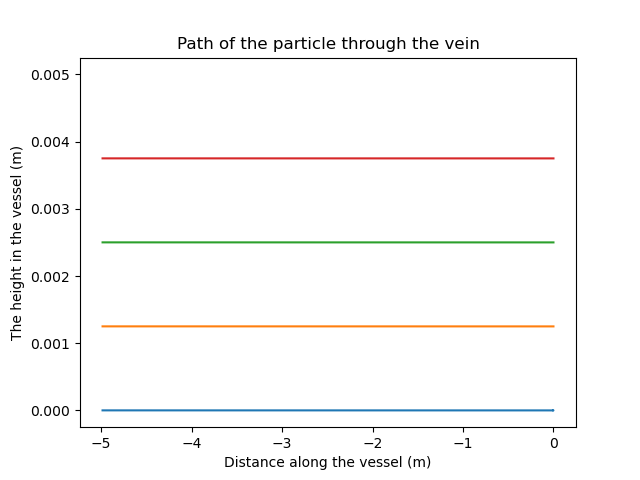 Path of the particle through the vein
The height in the vessel (m)
0.005
0.004
0.003
0.002
0.001
0.000
−5 −4 −3 −2 −1 0
Distance along the vessel (m)